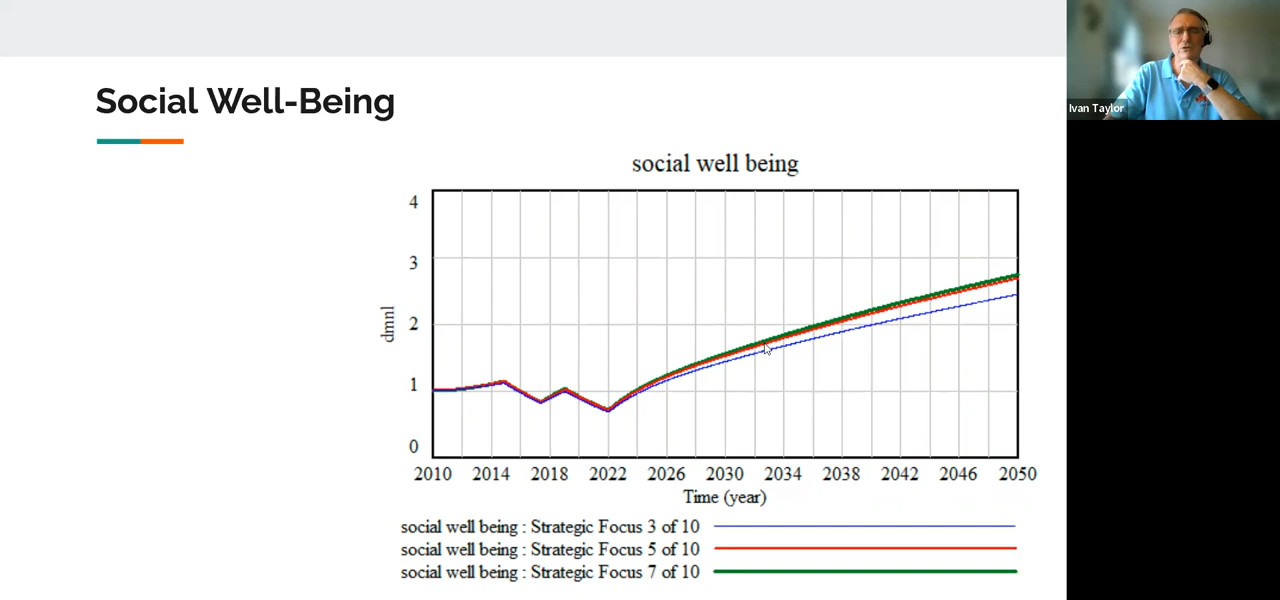 Social Well-Being
Ivan Taylor
social well being
4
3
2
1
0
dmnl
2010 2014 2018 2022 2026 2030 2034 2038 2042 2046 2050
Time (year)
social well being : Strategic Focus 3 of 10
social well being : Strategic Focus 5 of 10
social well being : Strategic Focus 7 of 10